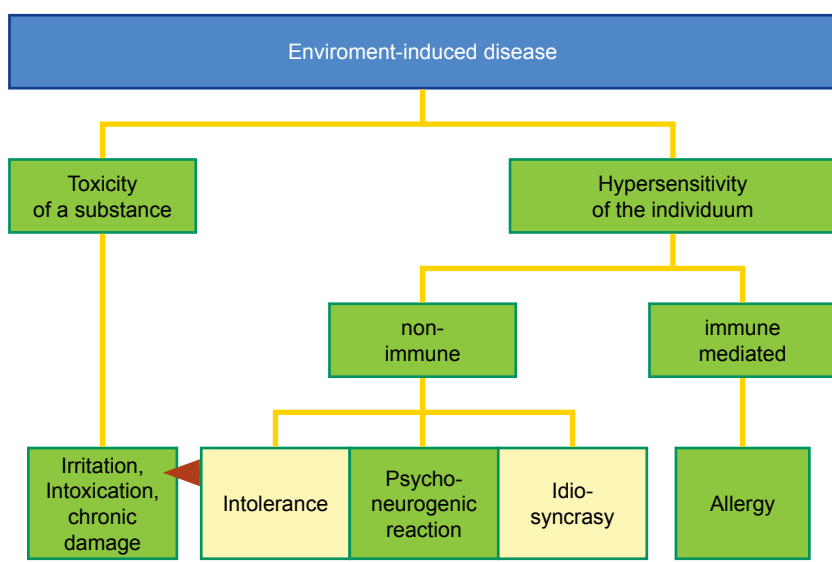 Enviroment-induced disease
Toxicity
of a substance
Hypersensitivity
of the individuum
non-
immune
immune
mediated
Irritation,
Intoxication,
chronic
damage
Intolerance
Psycho-
neurogenic
reaction
Idio-
syncrasy
Allergy